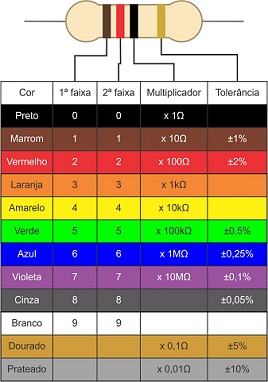 Cor 1ª faixa 2ª faixa Multiplicador Tolerância
Preto 0 0 x 1Ω
Marrom 1 1 x 10Ω ±1%
Vermelho 2 2 x 100Ω ±2%
Laranja 3 3 x 1kΩ
Amarelo 4 4 x 10kΩ
Verde 5 5 x 100kΩ ±0,5%
Azul 6 6 x 1MΩ ±0,25%
Violeta 7 7 x 10MΩ ±0,1%
Cinza 8 8 ±0,05%
Branco 9 9
Dourado x 0,1Ω ±5%
Prateado x 0,01Ω ±10%